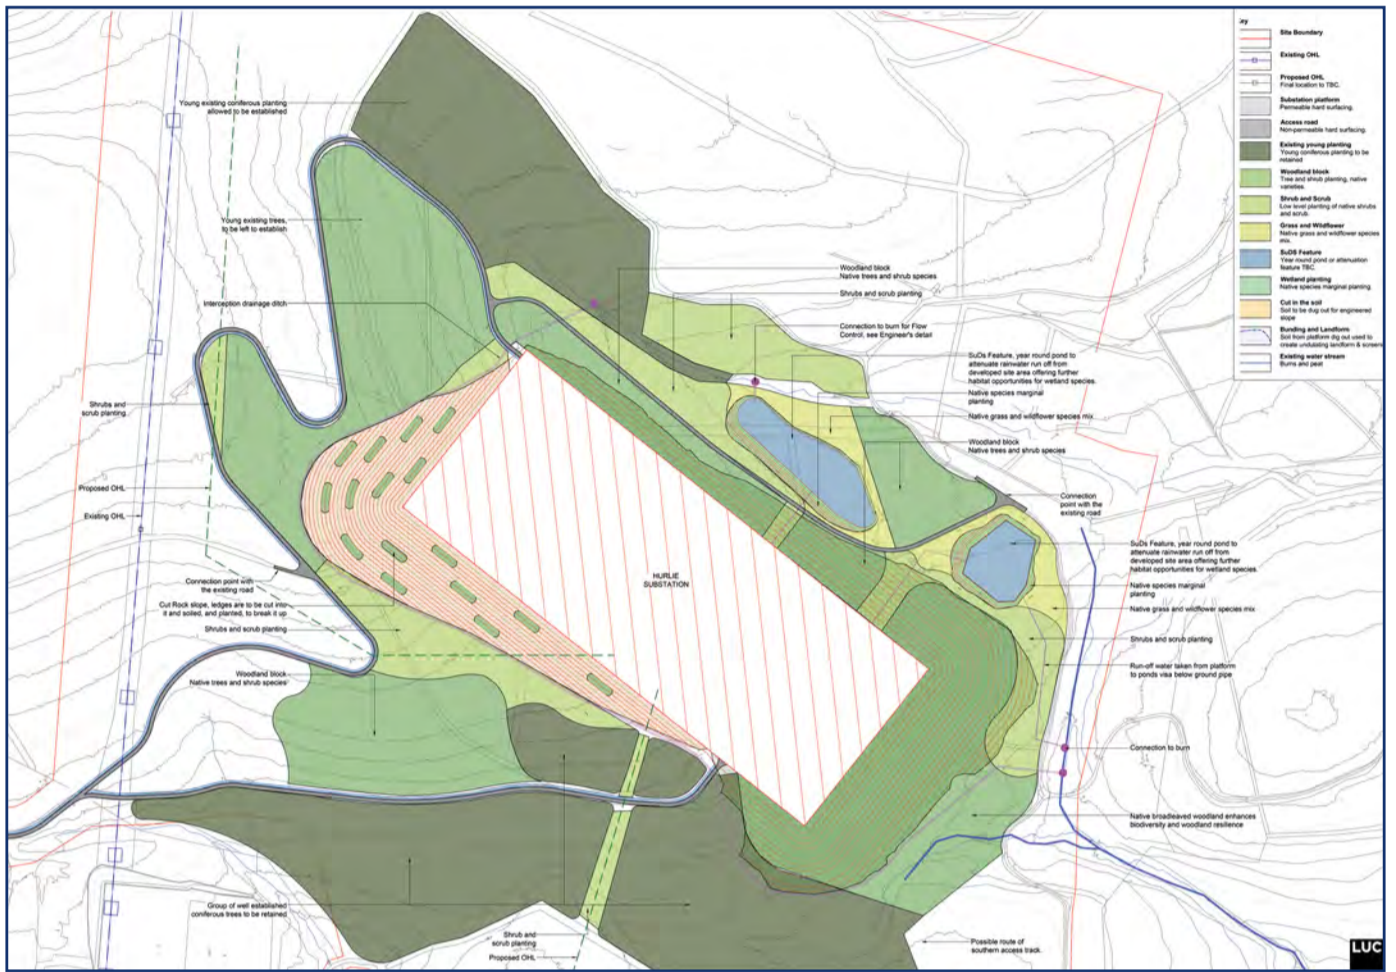 Key
Site Boundary
Existing OHL
Proposed OHL
Final location to TBC.
Substation platform
Permeable hard surfacing.
Access road
Non-permeable hard surfacing.
Existing young planting
Young coniferous planting to be
retained
Woodland block
Tree and shrub planting, native
varieties.
Shrub and Scrub
Low level planting of native shrubs
and scrub.
Grass and Wildflower
Native grass and wildflower species
mix.
SuDS Feature
Year round pond or attenuation
feature TBC.
Wetland planting
Native species marginal planting.
Cut in the soil
Soil to be dug out for engineered
slope
Bunding and Landform
Soil from platform dig out used to
create undulating landform & screen
Existing water stream
Burns and peat
Young existing coniferous planting
allowed to be established
Young existing trees,
to be left to establish
Interception drainage ditch
Shrubs and
scrub planting
Proposed OHL
Existing OHL
Connection point with
the existing road
Cut Rock slope, ledges are to be cut into
it and soiled, and planted, to break it up
Shrubs and scrub planting
Woodland block
Native trees and shrub species
Group of well established
coniferous trees to be retained
Shrub and
scrub planting
Proposed OHL
HURLIE
SUBSTATION
Woodland block
Native trees and shrub species
Shrubs and scrub planting
Connection to burn for Flow
Control, see Engineer's detail
SuDs Feature, year round pond to
attenuate rainwater run off from
developed site area offering further
habitat opportunities for wetland species.
Native species marginal
planting
Native grass and wildflower species mix
Woodland block
Native trees and shrub species
Connection
point with the
existing road
SuDs Feature, year round pond to
attenuate rainwater run off from
developed site area offering further
habitat opportunities for wetland species.
Native species marginal
planting
Native grass and wildflower species mix
Shrubs and scrub planting
Run-off water taken from platform
to ponds visa below ground pipe
Connection to burn
Native broadleaved woodland enhances
biodiversity and woodland resilience
Possible route of
southern access track.
LUC